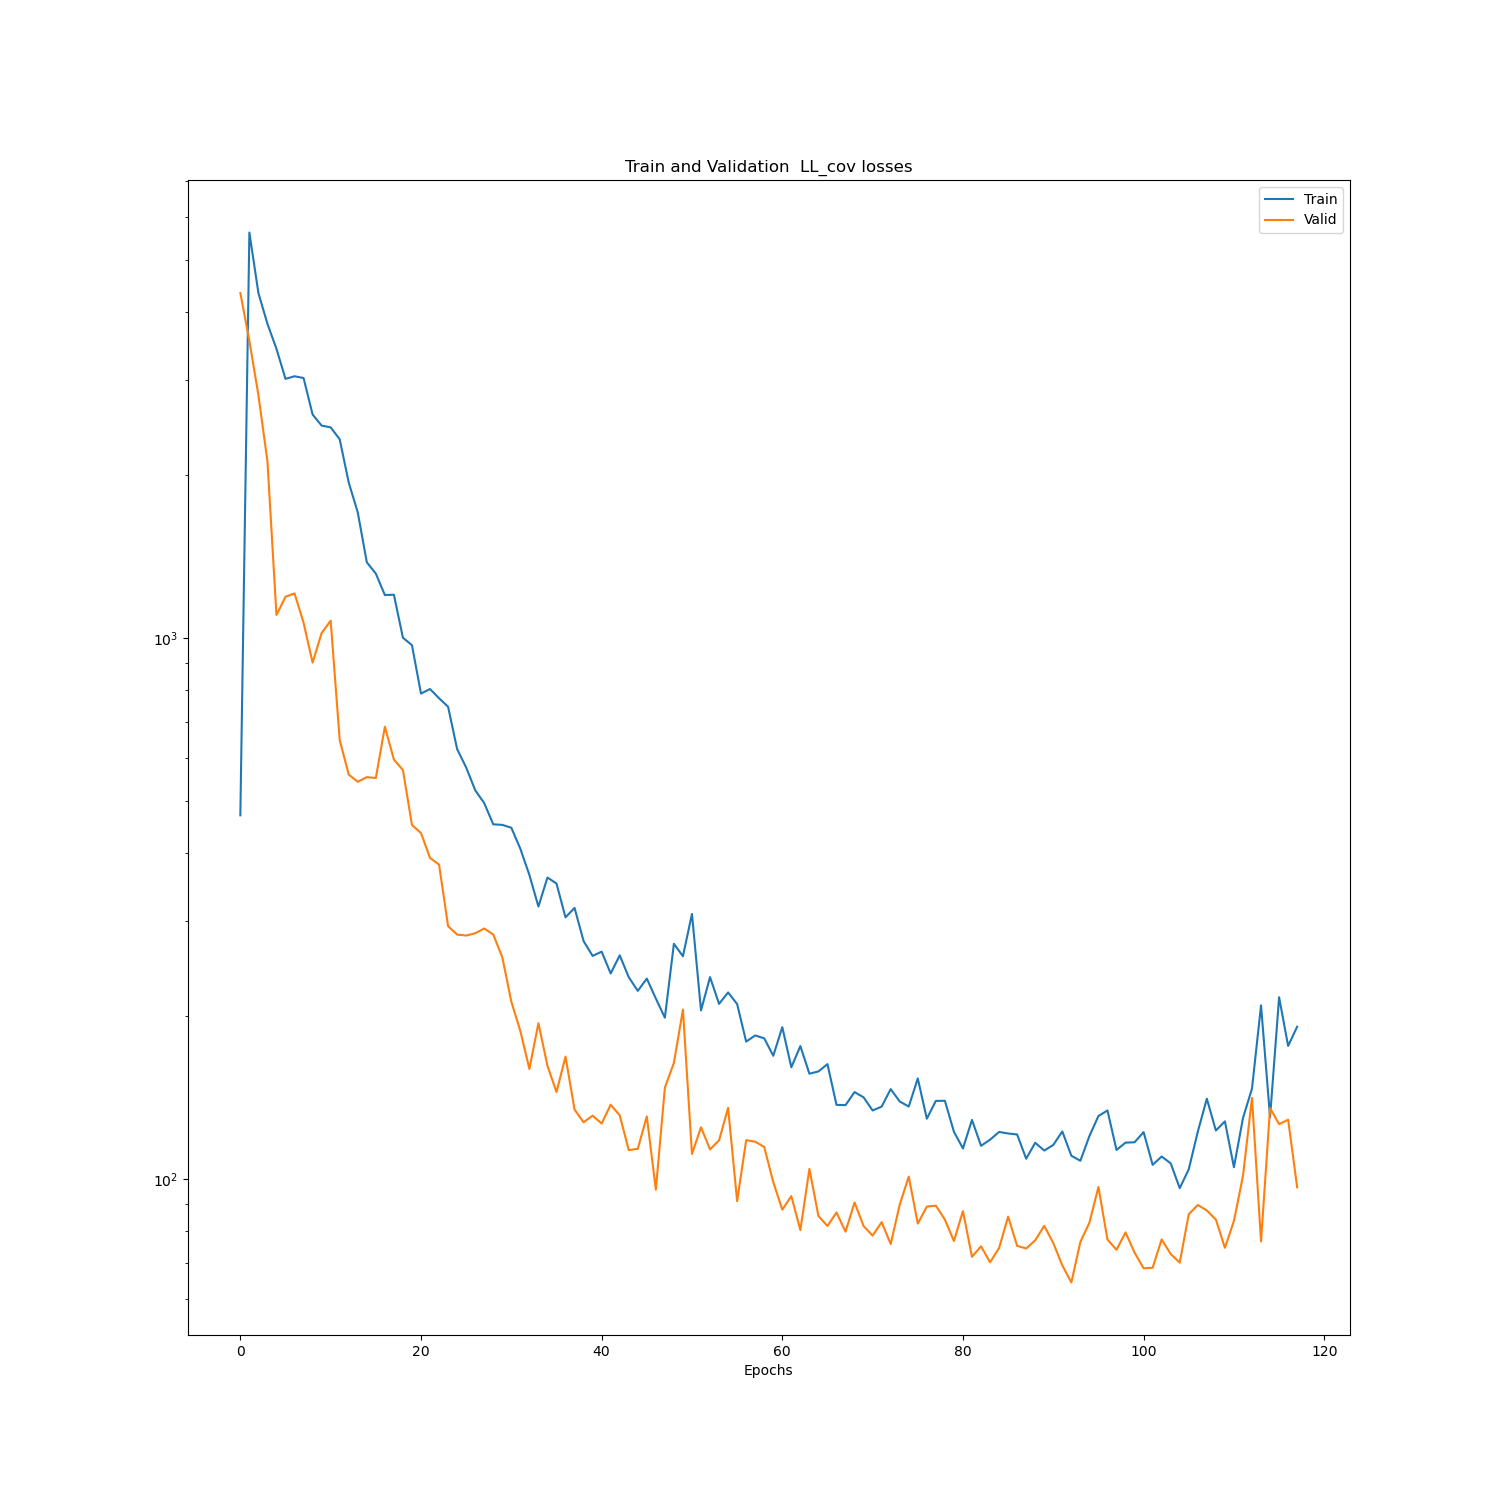 Train and Validation  LL_cov losses
Train
Valid
10³
10²
0 20 40 60 80 100 120
Epochs